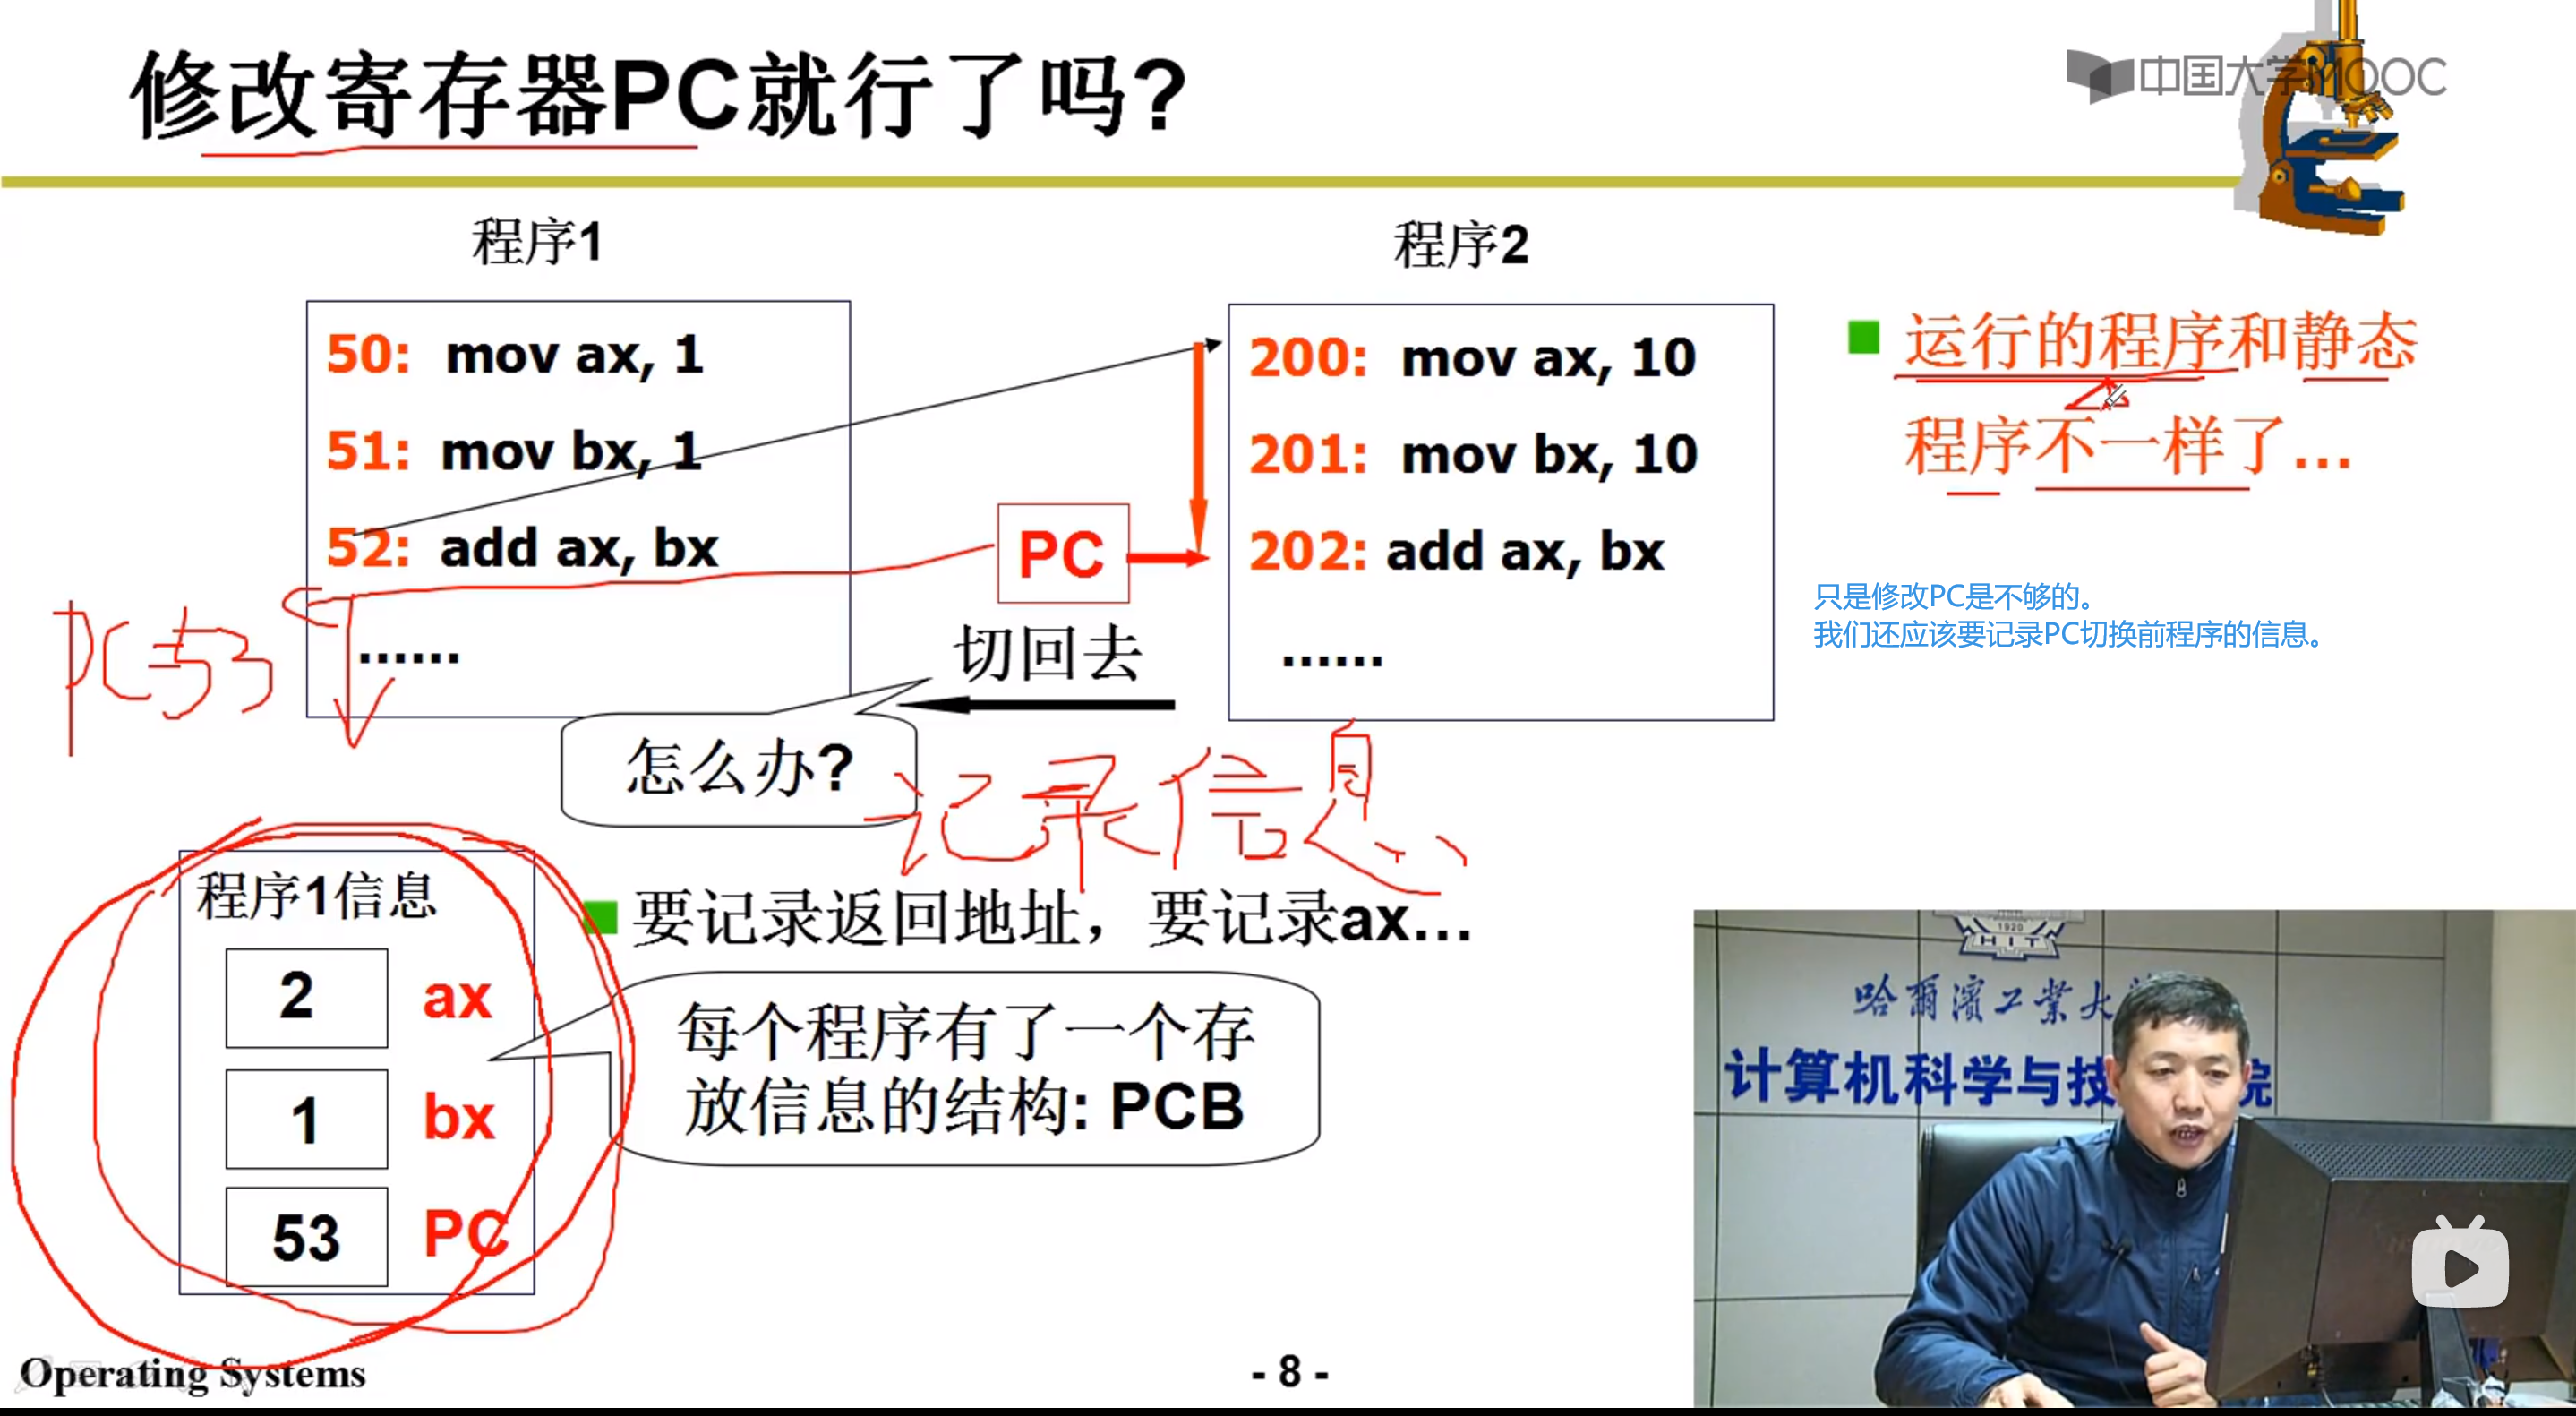 修改寄存器PC就行了吗?
中国大学MOOC
程序1
50: mov ax, 1
51: mov bx, 1
52: add ax, bx
......
程序2
200: mov ax, 10
201: mov bx, 10
202: add ax, bx
......
PC
切回去
怎么办?
PC=53
记录信息
运行的程序和静态
程序不一样了...
只是修改PC是不够的。
我们还应该要记录PC切换前程序的信息。
程序1信息
2 ax
1 bx
53 PC
要记录返回地址，要记录ax...
每个程序有了一个存
放信息的结构: PCB
1920
HIT
哈爾濱工業大
计算机科学与技
院
Operating Systems
- 8 -